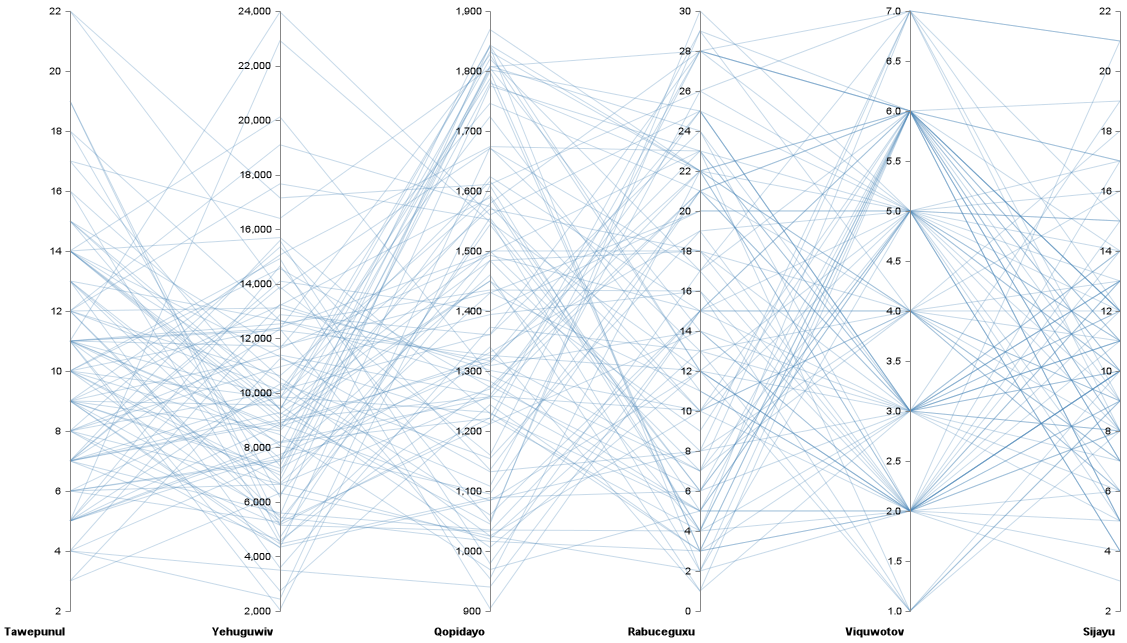 22 24,000 1,900 30 7.0 22
20 22,000 1,800 28 6.5 20
18 20,000 1,700 26 6.0 18
16 18,000 1,600 24 5.5 16
14 16,000 1,500 22 5.0 14
12 14,000 1,400 20 4.5 12
10 12,000 1,300 18 4.0 10
8 10,000 1,200 16 3.5 8
6 8,000 1,100 14 3.0 6
4 6,000 1,000 12 2.5 4
2 4,000 900 10 2.0 2
2,000 8 1.5
6 1.0
4
2
0
Tawepunul Yehuguwiv Qopidayo Rabuceguxu Viquwotov Sijayu